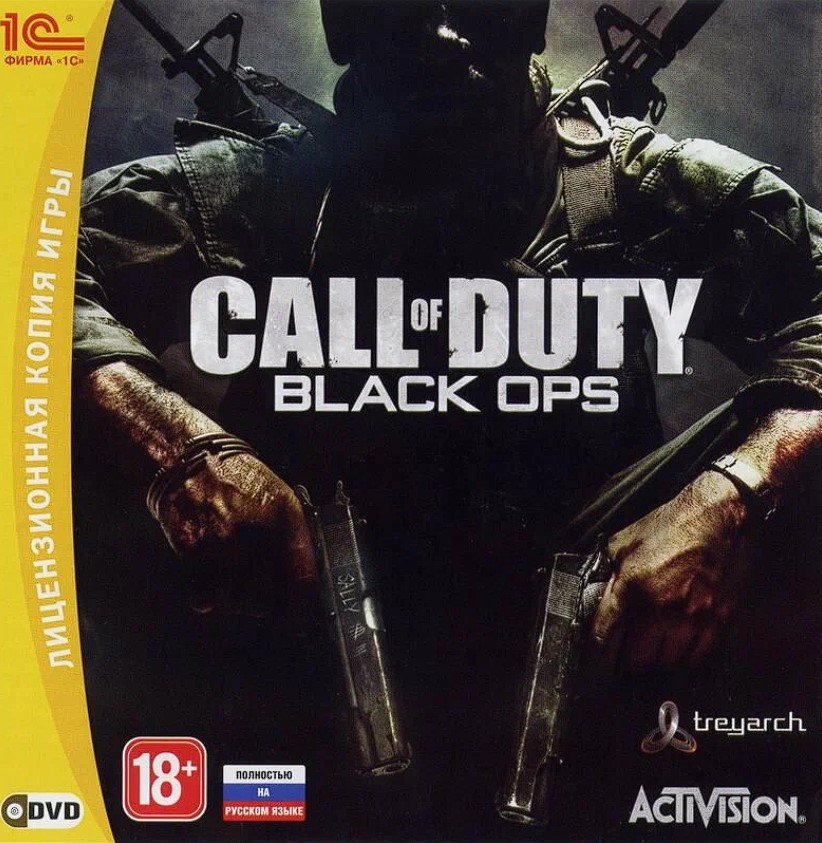 1С®
ФИРМА «1С»
ЛИЦЕНЗИОННАЯ КОПИЯ ИГРЫ
CALL OF DUTY®
BLACK OPS
SALLY
18+
ПОЛНОСТЬЮ
НА
РУССКОМ ЯЗЫКЕ
DVD
treyarch
ACTIVISION®